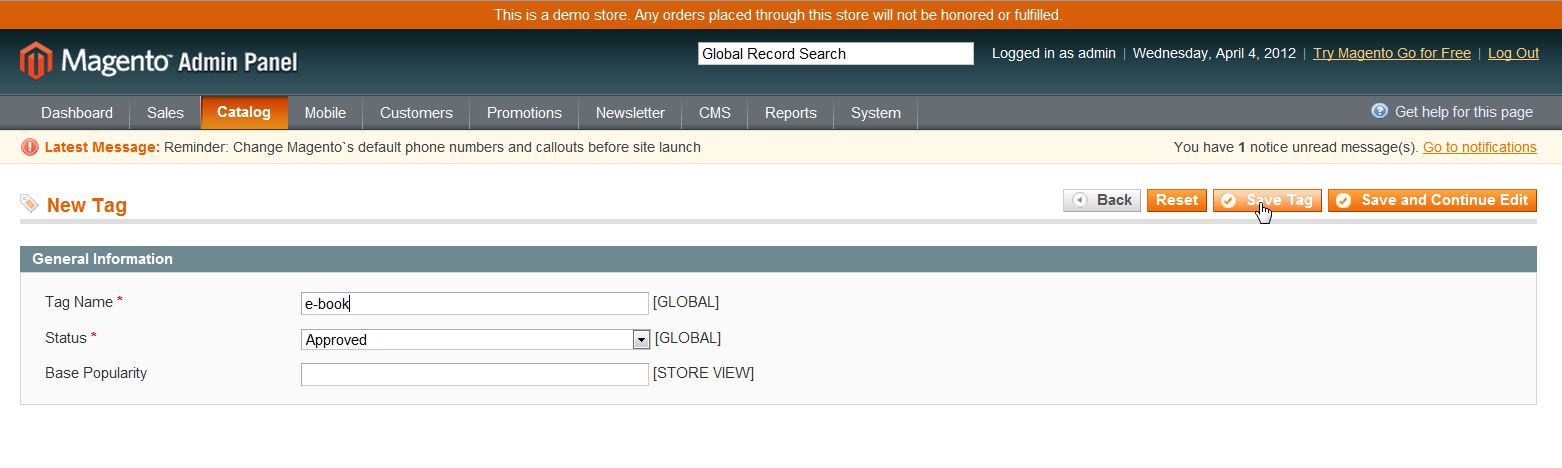 This is a demo store. Any orders placed through this store will not be honored or fulfilled.
Magento™ Admin Panel Global Record Search Logged in as admin | Wednesday, April 4, 2012 | Try Magento Go for Free | Log Out
Dashboard Sales Catalog Mobile Customers Promotions Newsletter CMS Reports System Get help for this page
Latest Message: Reminder: Change Magento`s default phone numbers and callouts before site launch You have 1 notice unread message(s). Go to notifications
New Tag Back Reset Save Tag Save and Continue Edit
General Information
Tag Name * e-book [GLOBAL]
Status * Approved [GLOBAL]
Base Popularity [STORE VIEW]